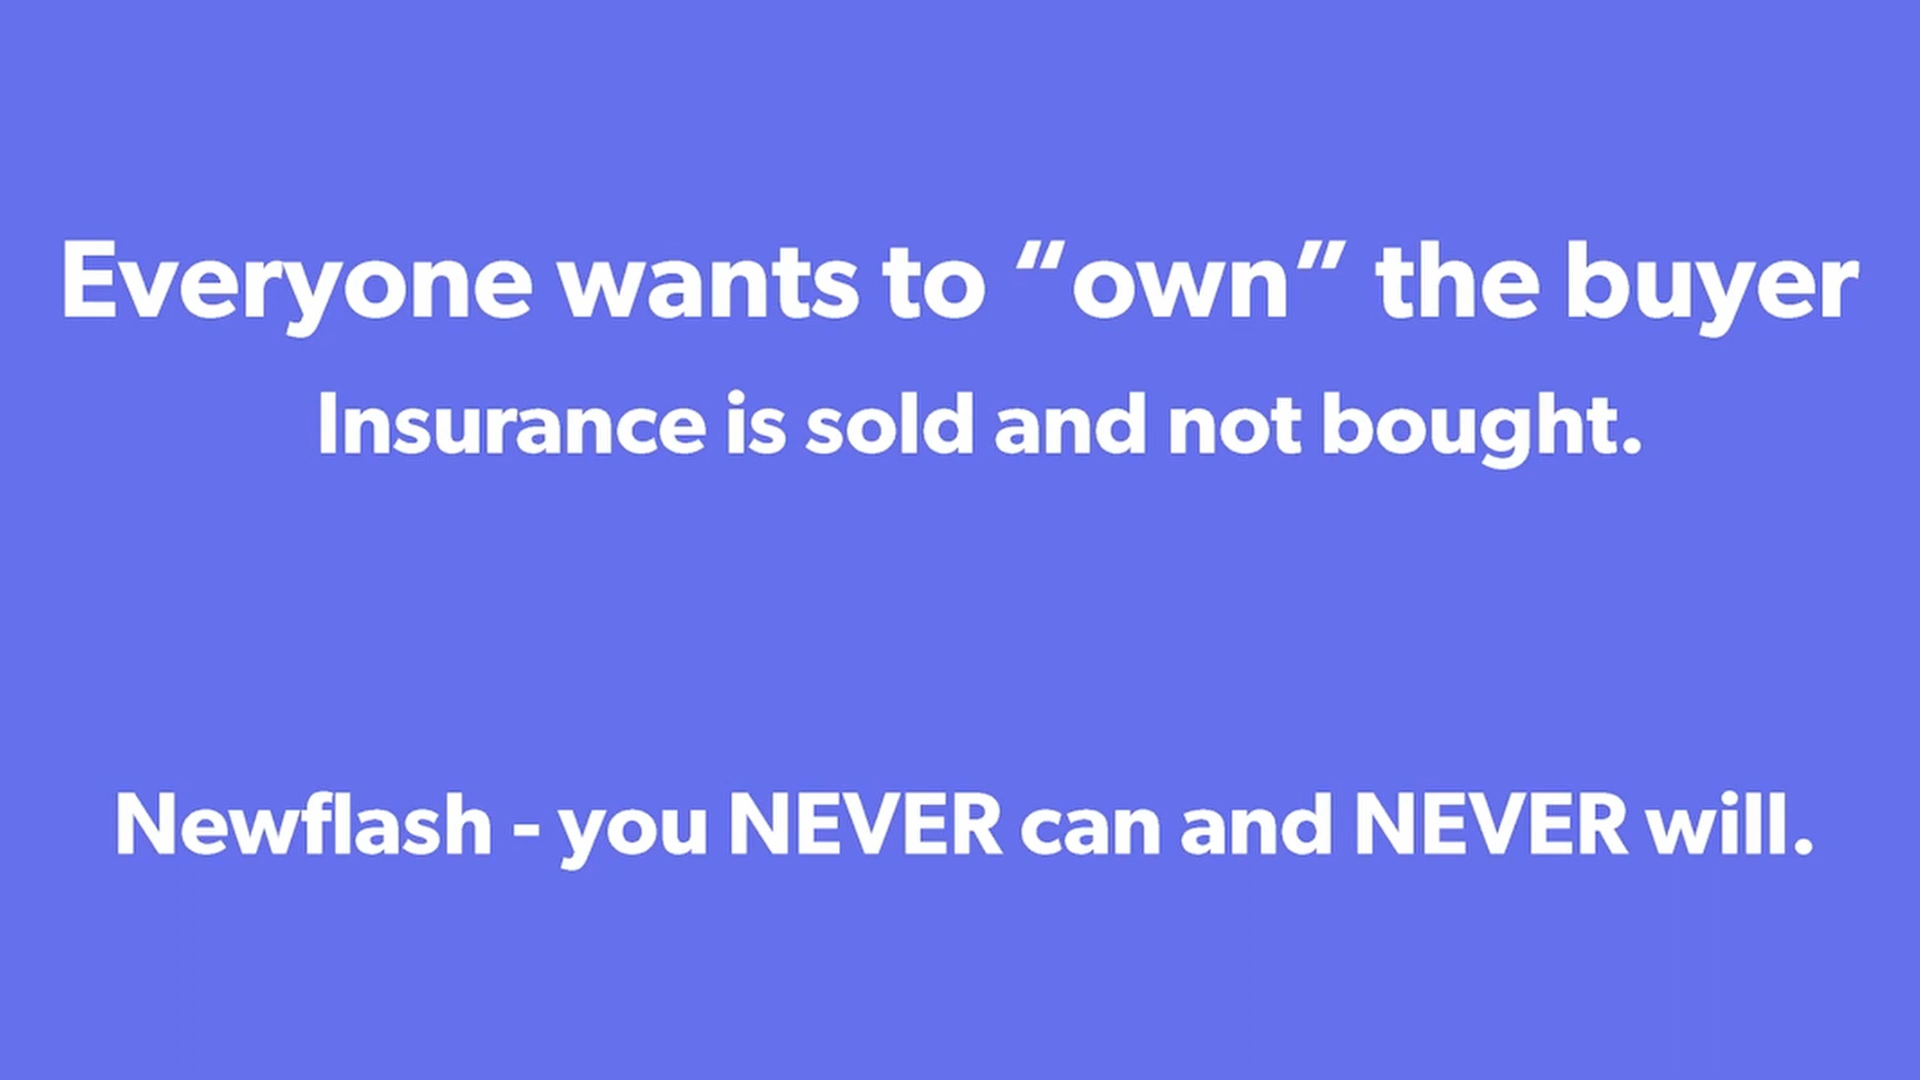 Everyone wants to “own” the buyer
Insurance is sold and not bought.
Newflash - you NEVER can and NEVER will.